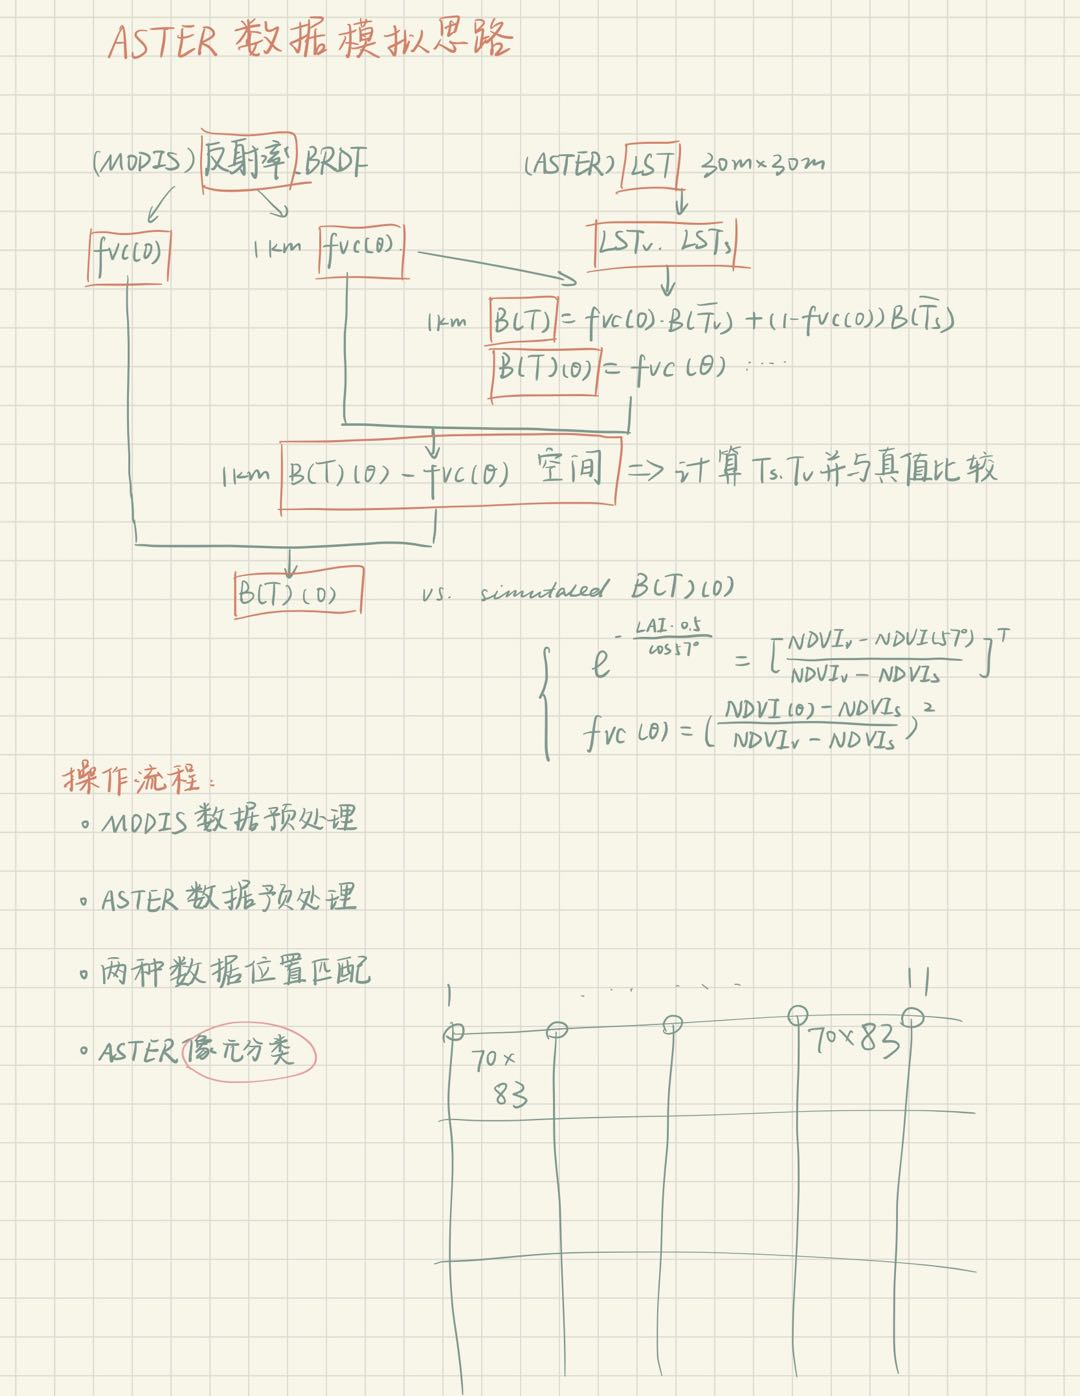 ASTER 数据模拟思路
(MODIS) 反射率. BRDF
(ASTER) LST 30m×30m
fvc(0)
1km fvc(θ).
LSTv. LSTs
1km B(T) = fvc(0)·B(T̅v) + (1-fvc(0))B(T̅s)
B(T)(θ) = fvc(θ) ····
1km B(T)(θ) - fvc(θ) 空间 => 计算 Ts. Tv 并与真值比较
B(T)(0) vs. simutaled B(T)(0)
e^(-LAI·0.5/cos57°) = [(NDVIv - NDVI(57°))/(NDVIv - NDVIs)]^T
fvc(θ) = ((NDVI(θ) - NDVIs)/(NDVIv - NDVIs))²
操作流程:
。MODIS 数据预处理
。ASTER 数据预处理
。两种数据位置匹配
。ASTER 像元分类
1 ······ 11
70×
83
70×83